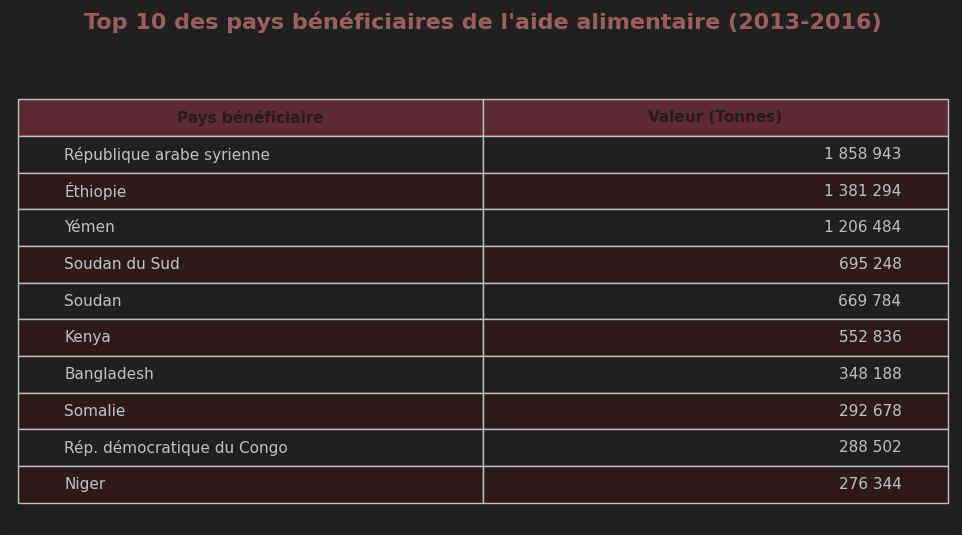 Top 10 des pays bénéficiaires de l'aide alimentaire (2013-2016)
Pays bénéficiaire Valeur (Tonnes)
République arabe syrienne 1 858 943
Éthiopie 1 381 294
Yémen 1 206 484
Soudan du Sud 695 248
Soudan 669 784
Kenya 552 836
Bangladesh 348 188
Somalie 292 678
Rép. démocratique du Congo 288 502
Niger 276 344